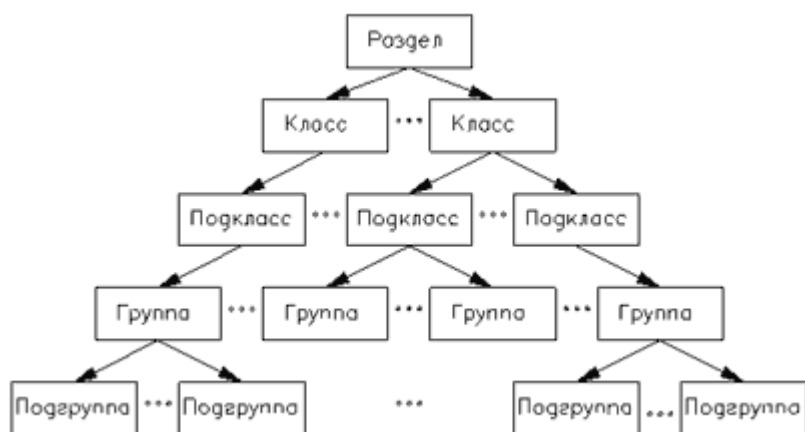 Раздел
Класс ... Класс
Подкласс ... Подкласс ... Подкласс
Группа ... Группа ... Группа ... Группа
Подгруппа ... Подгруппа ... Подгруппа ... Подгруппа